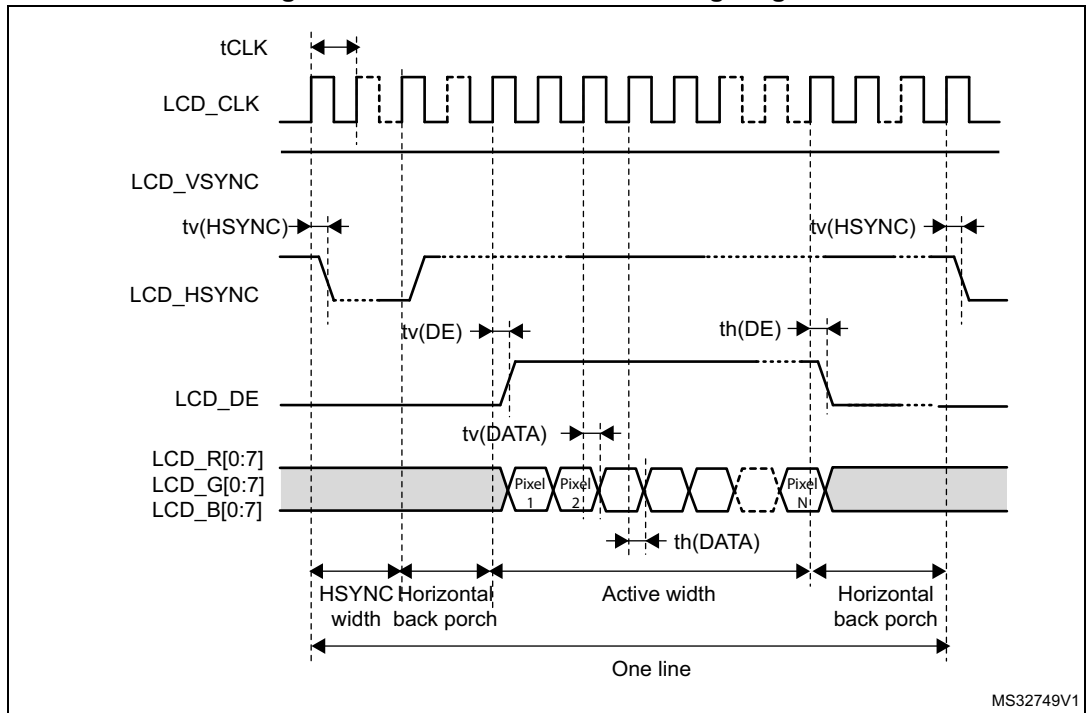 tCLK
LCD_CLK
LCD_VSYNC
tv(HSYNC)
tv(HSYNC)
LCD_HSYNC
tv(DE)
th(DE)
LCD_DE
tv(DATA)
LCD_R[0:7]
LCD_G[0:7]
LCD_B[0:7]
Pixel
1
Pixel
2
Pixel
N
th(DATA)
HSYNC
width
Horizontal
back porch
Active width
Horizontal
back porch
One line
MS32749V1